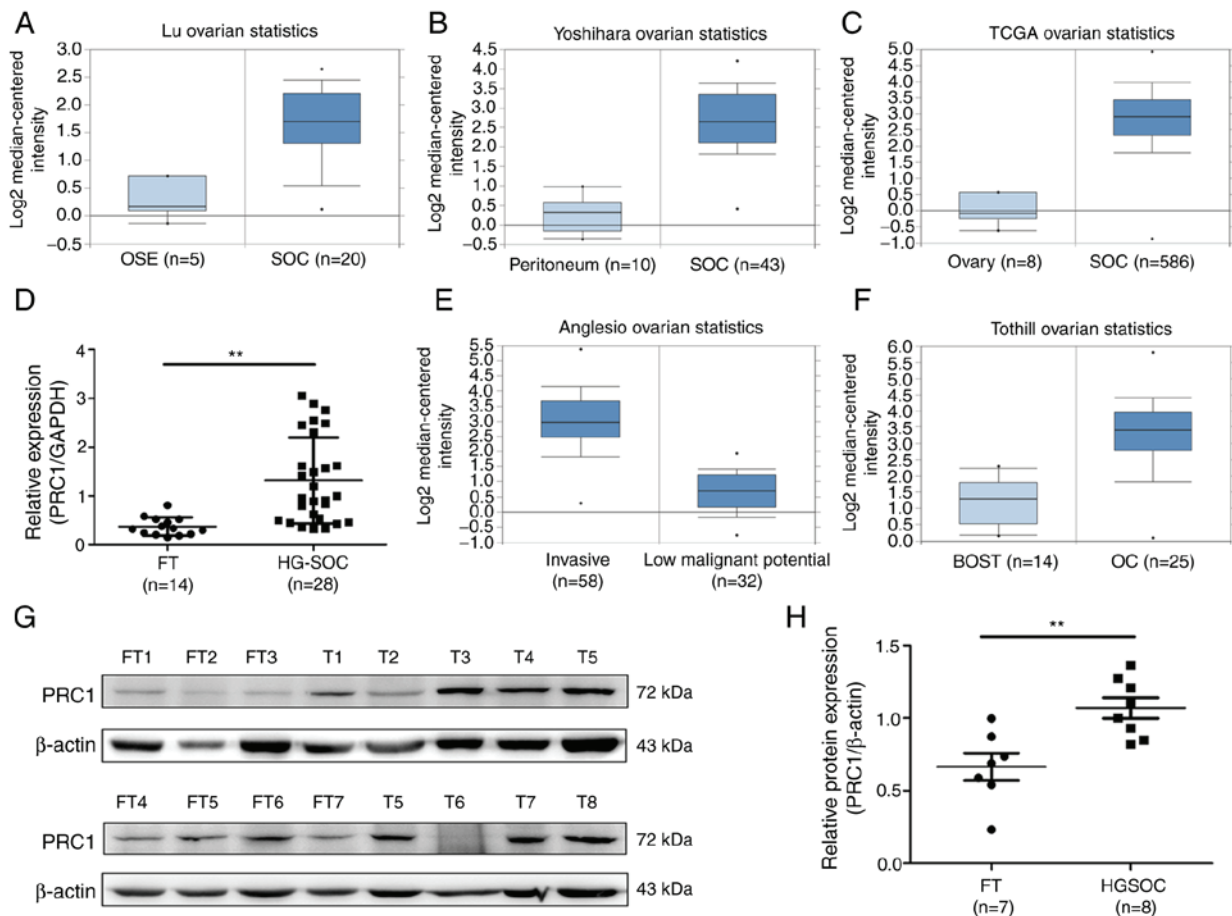 A
Lu ovarian statistics
Log2 median-centered
intensity
3.0
2.5
2.0
1.5
1.0
0.5
0.0
−0.5
OSE (n=5)
SOC (n=20)
B
Yoshihara ovarian statistics
Log2 median-centered
intensity
4.5
4.0
3.5
3.0
2.5
2.0
1.5
1.0
0.5
0.0
−0.5
Peritoneum (n=10)
SOC (n=43)
C
TCGA ovarian statistics
Log2 median-centered
intensity
5.0
4.5
4.0
3.5
3.0
2.5
2.0
1.5
1.0
0.5
0.0
−0.5
−1.0
Ovary (n=8)
SOC (n=586)
D
Relative expression
(PRC1/GAPDH)
4
3
2
1
0
**
FT
(n=14)
HG-SOC
(n=28)
E
Anglesio ovarian statistics
Log2 median-centered
intensity
5.5
5.0
4.5
4.0
3.5
3.0
2.5
2.0
1.5
1.0
0.5
0.0
−0.5
−1.0
Invasive
(n=58)
Low malignant potential
(n=32)
F
Tothill ovarian statistics
Log2 median-centered
intensity
6.0
5.5
5.0
4.5
4.0
3.5
3.0
2.5
2.0
1.5
1.0
0.5
0.0
BOST (n=14)
OC (n=25)
G
FT1 FT2 FT3 T1 T2 T3 T4 T5
PRC1 72 kDa
β-actin 43 kDa
FT4 FT5 FT6 FT7 T5 T6 T7 T8
PRC1 72 kDa
β-actin 43 kDa
H
Relative protein expression
(PRC1/β-actin)
1.5
1.0
0.5
0.0
**
FT
(n=7)
HGSOC
(n=8)